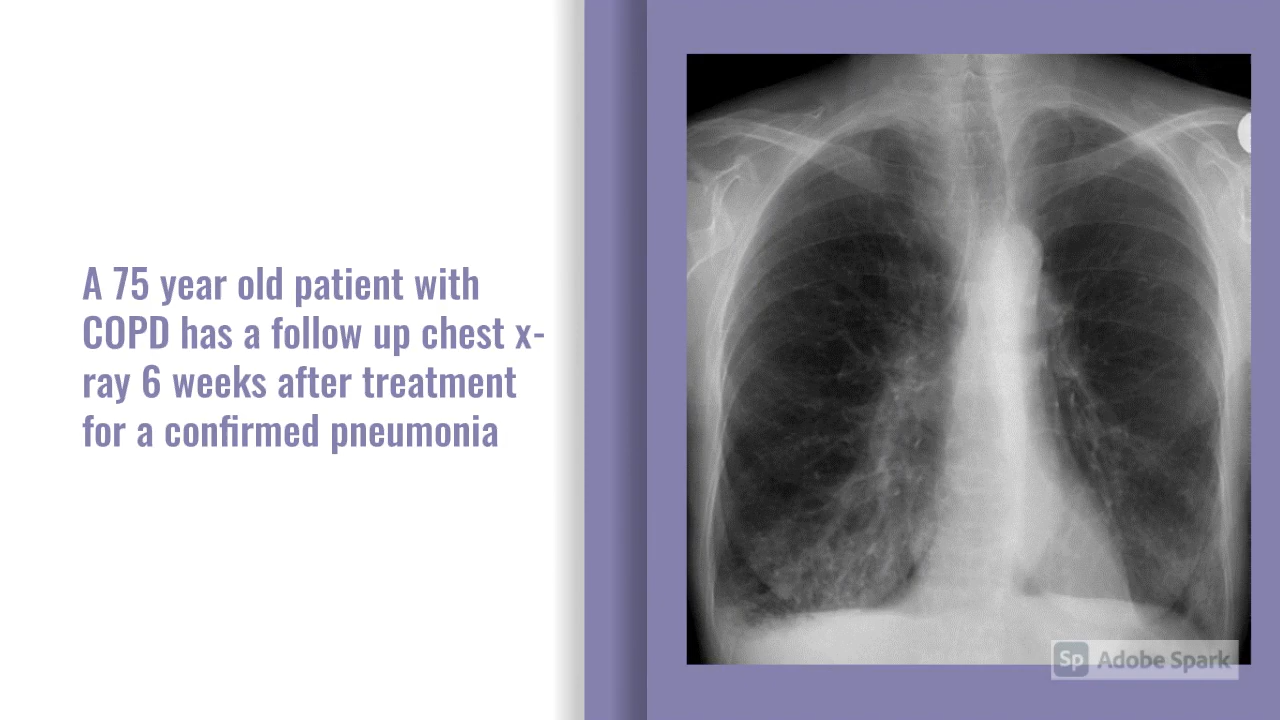 A 75 year old patient with
COPD has a follow up chest x-
ray 6 weeks after treatment
for a confirmed pneumonia
Sp Adobe Spark